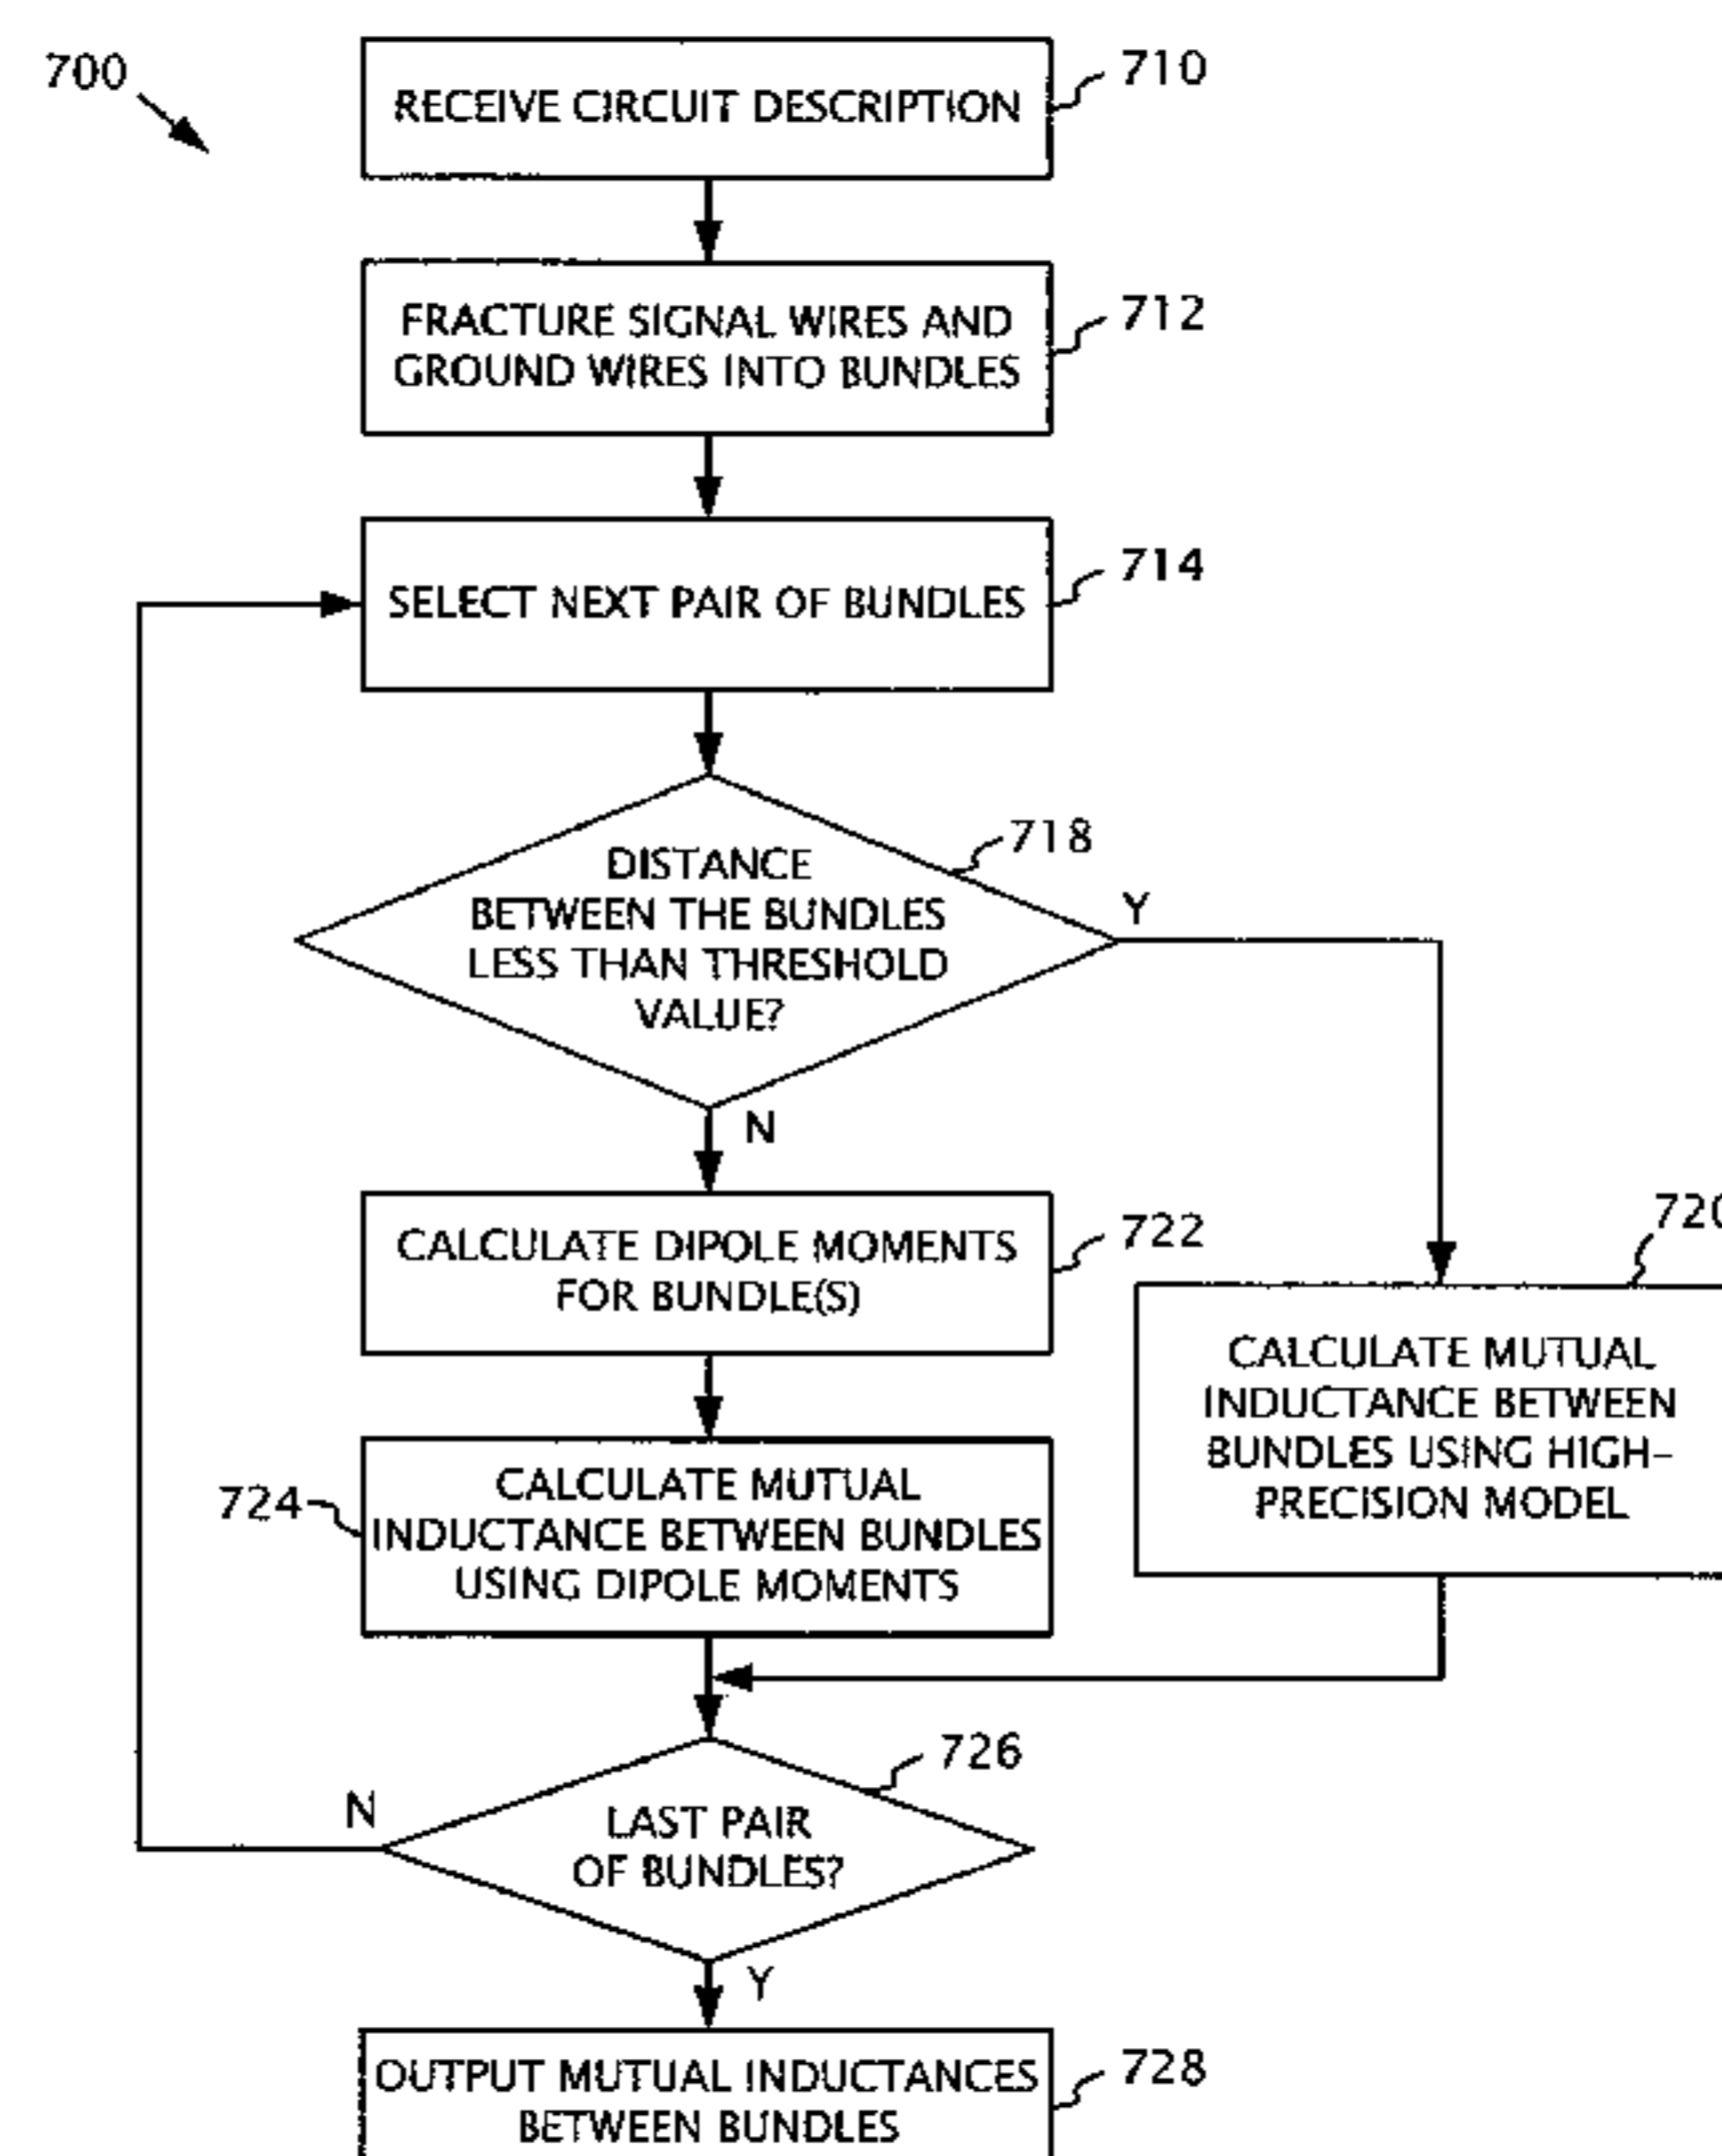 700
RECEIVE CIRCUIT DESCRIPTION
710
FRACTURE SIGNAL WIRES AND
GROUND WIRES INTO BUNDLES
712
SELECT NEXT PAIR OF BUNDLES
714
DISTANCE
BETWEEN THE BUNDLES
LESS THAN THRESHOLD
VALUE?
718
Y
N
CALCULATE DIPOLE MOMENTS
FOR BUNDLE(S)
722
720
CALCULATE MUTUAL
INDUCTANCE BETWEEN
BUNDLES USING HIGH-
PRECISION MODEL
724
CALCULATE MUTUAL
INDUCTANCE BETWEEN BUNDLES
USING DIPOLE MOMENTS
726
N
LAST PAIR
OF BUNDLES?
Y
OUTPUT MUTUAL INDUCTANCES
BETWEEN BUNDLES
728